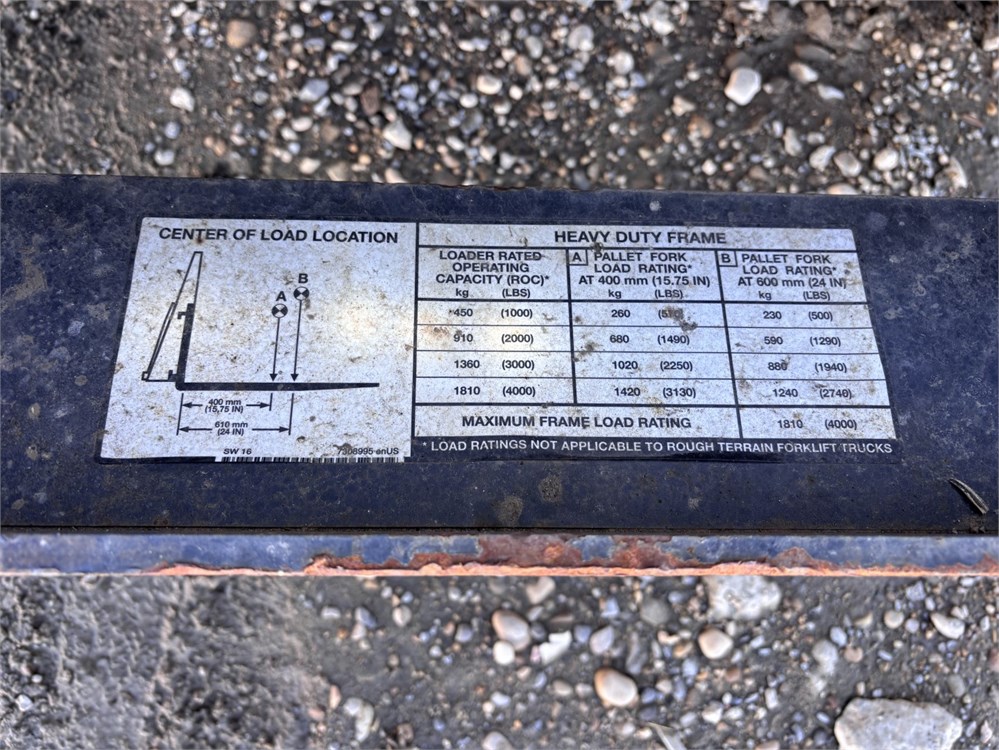 CENTER OF LOAD LOCATION
A
B
400 mm
(15.75 IN)
610 mm
(24 IN)
SW 16
7308995 enUS
HEAVY DUTY FRAME
LOADER RATED
OPERATING
CAPACITY (ROC)*
kg (LBS)
A PALLET FORK
LOAD RATING*
AT 400 mm (15.75 IN)
kg (LBS)
B PALLET FORK
LOAD RATING*
AT 600 mm (24 IN)
kg (LBS)
450 (1000) 260 230 (500)
910 (2000) 680 (1490) 590 (1290)
1360 (3000) 1020 (2250) 880 (1940)
1810 (4000) 1420 (3130) 1240 (2740)
MAXIMUM FRAME LOAD RATING 1810 (4000)
* LOAD RATINGS NOT APPLICABLE TO ROUGH TERRAIN FORKLIFT TRUCKS